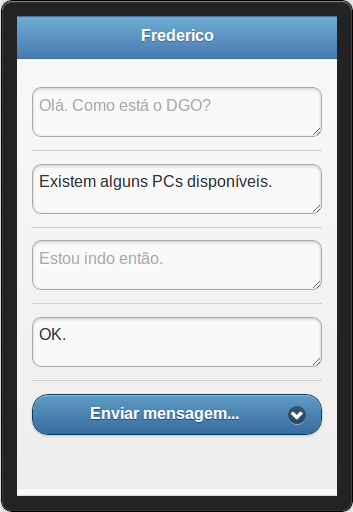 Frederico
Olá. Como está o DGO?
Existem alguns PCs disponíveis.
Estou indo então.
OK.
Enviar mensagem...